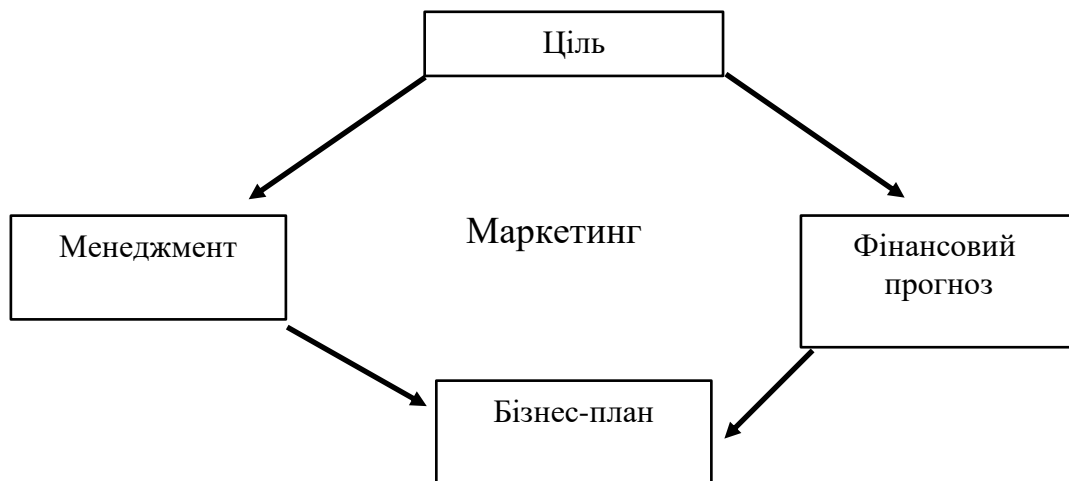 Ціль
Менеджмент
Маркетинг
Фінансовий
прогноз
Бізнес-план